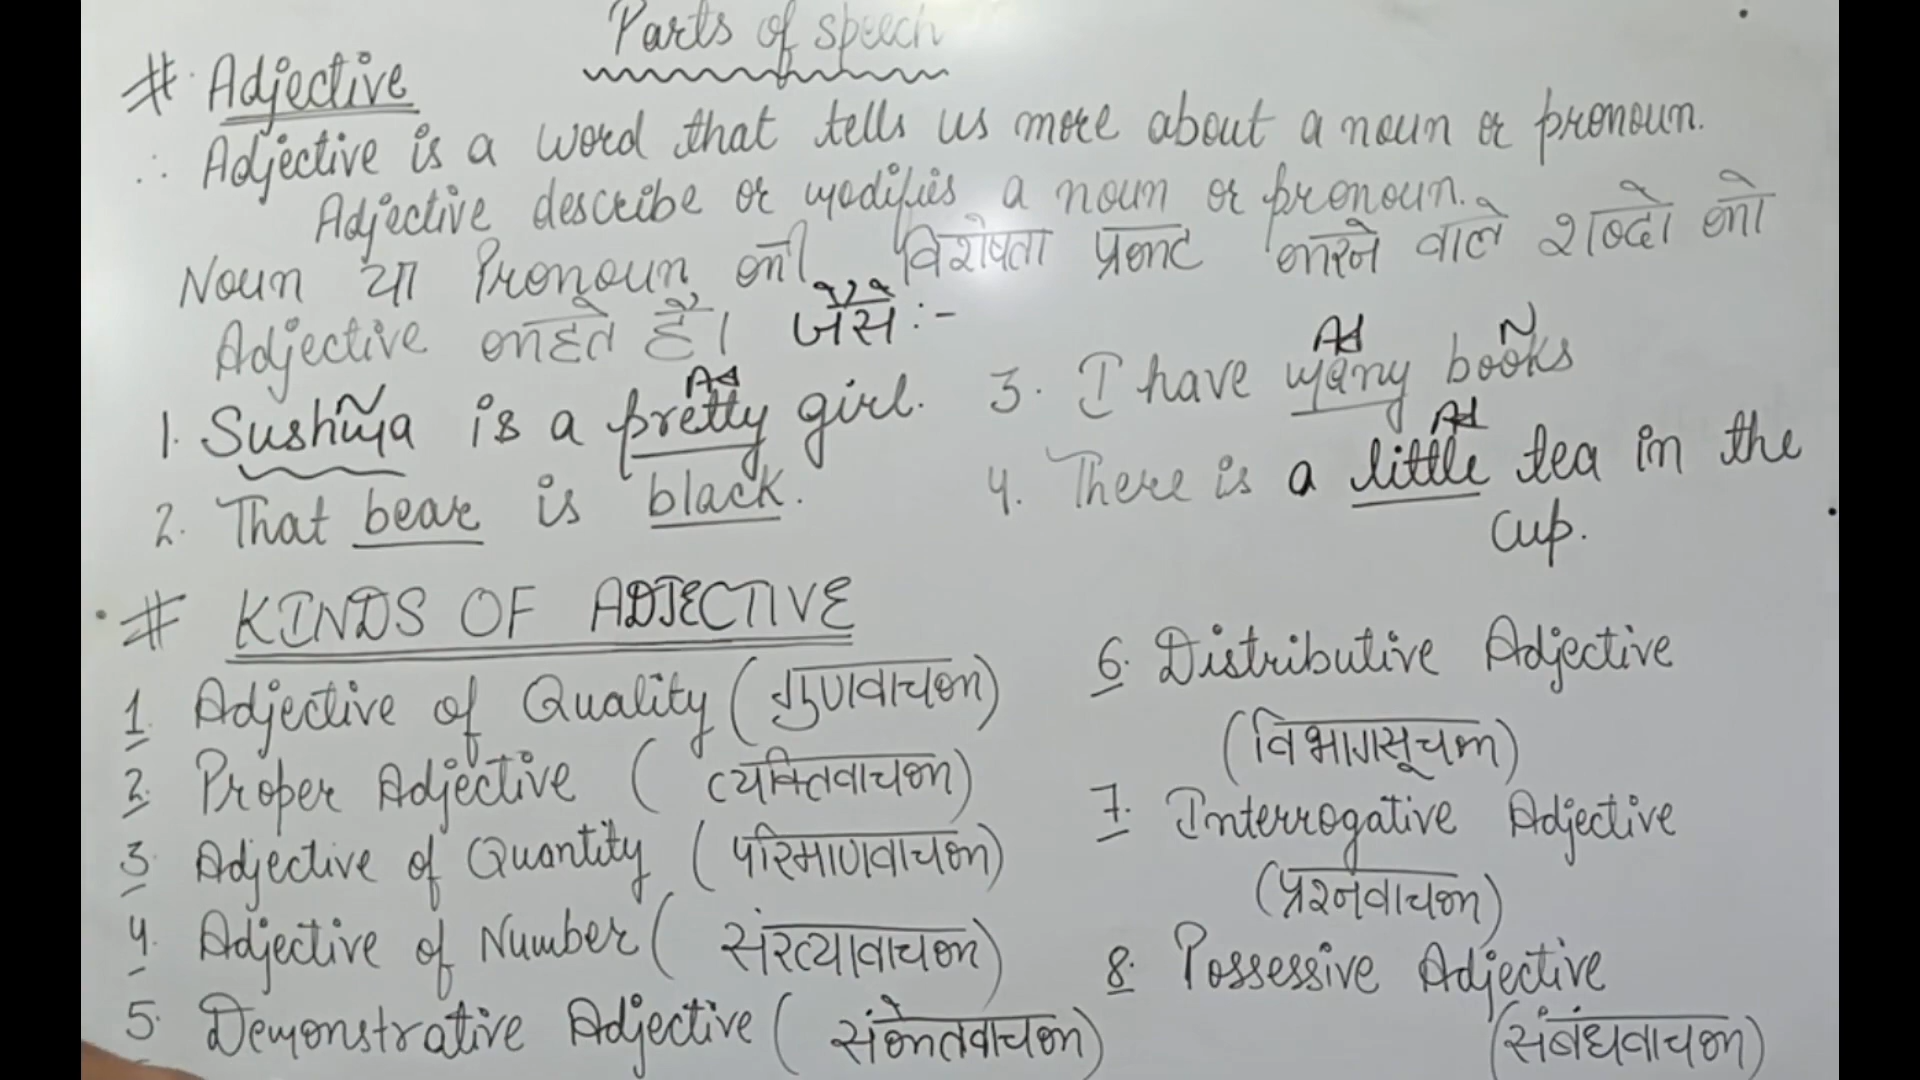 Parts of speech
# Adjective
∴ Adjective is a word that tells us more about a noun or pronoun.
Adjective describe or modifies a noun or pronoun.
Noun या Pronoun की विशेषता प्रकट करने वाले शब्दो को
Adjective कहते हैं। जैसे :-
Ad
N
1. Sushma is a pretty girl.
2. That bear is black.
Ad N
3. I have many books
Ad
4. There is a little tea in the
cup.
# KINDS OF ADJECTIVE
1. Adjective of Quality (गुणवाचक)
2. Proper Adjective (व्यक्तिवाचक)
3. Adjective of Quantity (परिमाणवाचक)
4. Adjective of Number (संख्यावाचक)
5. Demonstrative Adjective (संकेतवाचक)
6. Distributive Adjective
(विभागसूचक)
7. Interrogative Adjective
(प्रश्नवाचक)
8. Possessive Adjective
(संबंधवाचक)